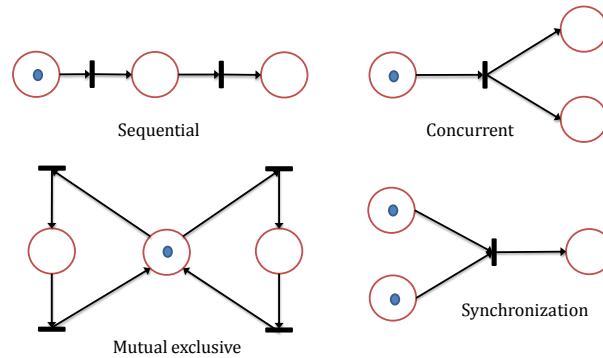 Sequential
Concurrent
Synchronization
Mutual exclusive